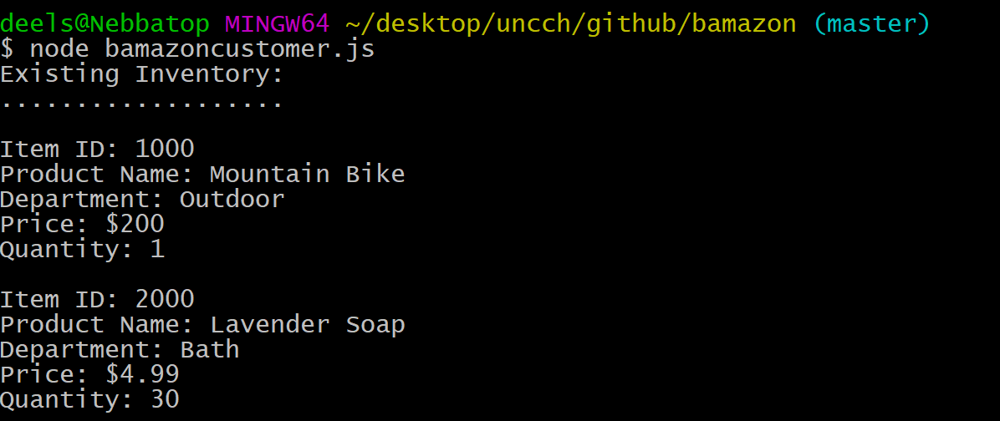 deels@Nebbatop MINGW64 ~/desktop/uncch/github/bamazon (master)
$ node bamazoncustomer.js
Existing Inventory:
...................
Item ID: 1000
Product Name: Mountain Bike
Department: Outdoor
Price: $200
Quantity: 1
Item ID: 2000
Product Name: Lavender Soap
Department: Bath
Price: $4.99
Quantity: 30